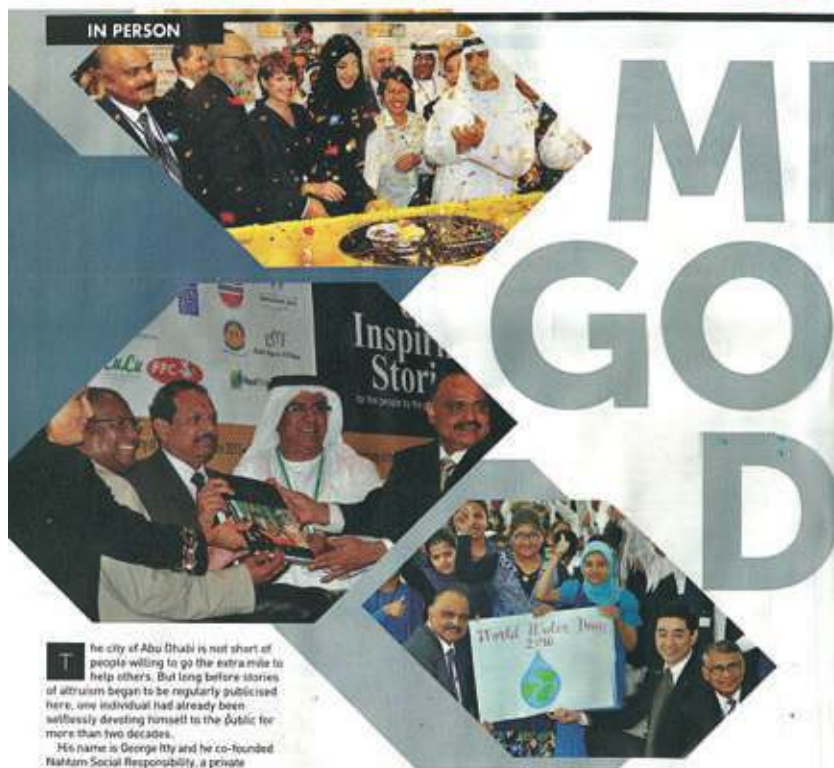 IN PERSON
MI
GO
D
Inspiri
Stori
LuLu
FFC
World Water Day
2016
The city of Abu Dhabi is not short of
people willing to go the extra mile to
help others. But long before stories
of altruism began to be regularly publicised
here, one individual had already been
selflessly devoting himself to the public for
more than two decades.
His name is George Itty and he co-founded
Nahtam Social Responsibility, a private